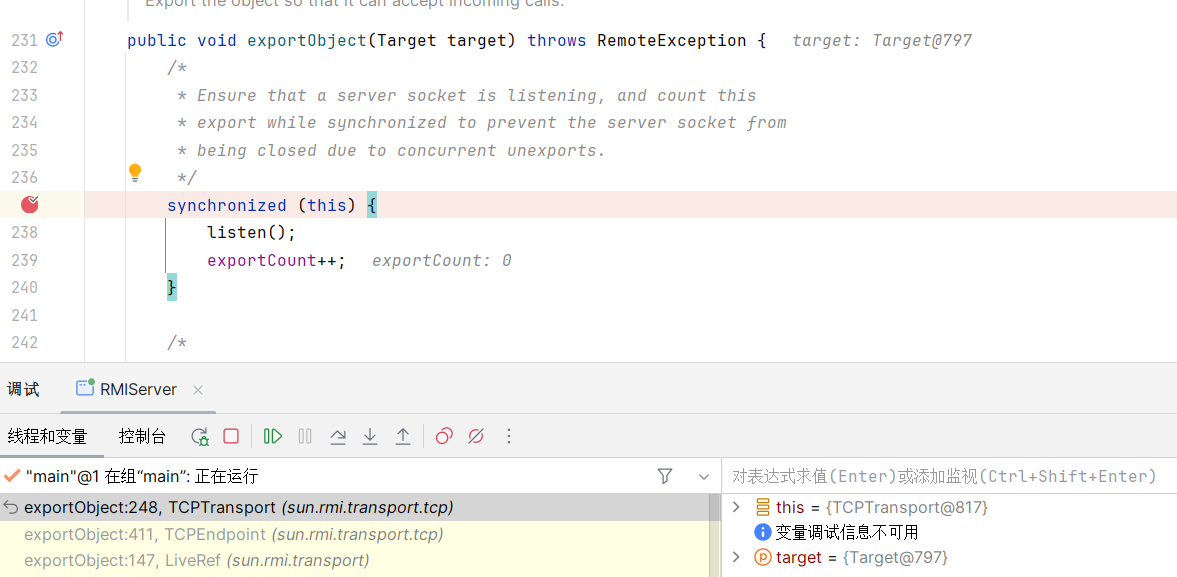 Export the object so that it can accept incoming calls.
231 public void exportObject(Target target) throws RemoteException { target: Target@797
232 /*
233 * Ensure that a server socket is listening, and count this
234 * export while synchronized to prevent the server socket from
235 * being closed due to concurrent unexports.
236 */
synchronized (this) {
238 listen();
239 exportCount++; exportCount: 0
240 }
241
242 /*
调试 RMIServer
线程和变量 控制台
"main"@1 在组“main”: 正在运行
对表达式求值(Enter)或添加监视(Ctrl+Shift+Enter)
exportObject:248, TCPTransport (sun.rmi.transport.tcp)
this = {TCPTransport@817}
exportObject:411, TCPEndpoint (sun.rmi.transport.tcp)
变量调试信息不可用
exportObject:147, LiveRef (sun.rmi.transport)
target = {Target@797}